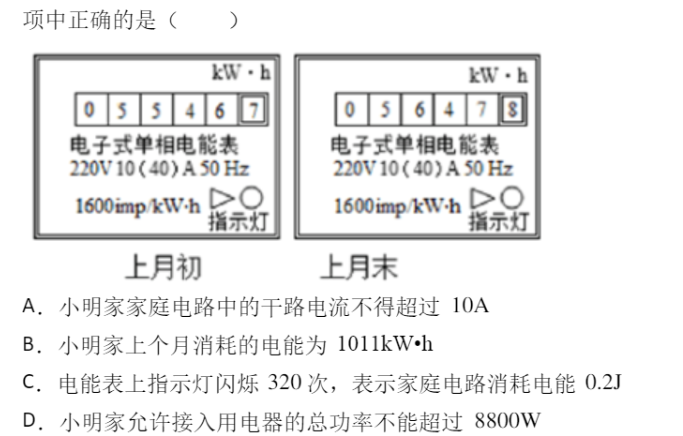 项中正确的是（ ）
kW·h kW·h
0 5 5 4 6 7 0 5 6 4 7 8
电子式单相电能表 电子式单相电能表
220V 10(40)A 50 Hz 220V 10(40)A 50 Hz
1600imp/kW·h 指示灯 1600imp/kW·h 指示灯
上月初 上月末
A．小明家家庭电路中的干路电流不得超过 10A
B．小明家上个月消耗的电能为 1011kW•h
C．电能表上指示灯闪烁 320 次，表示家庭电路消耗电能 0.2J
D．小明家允许接入用电器的总功率不能超过 8800W